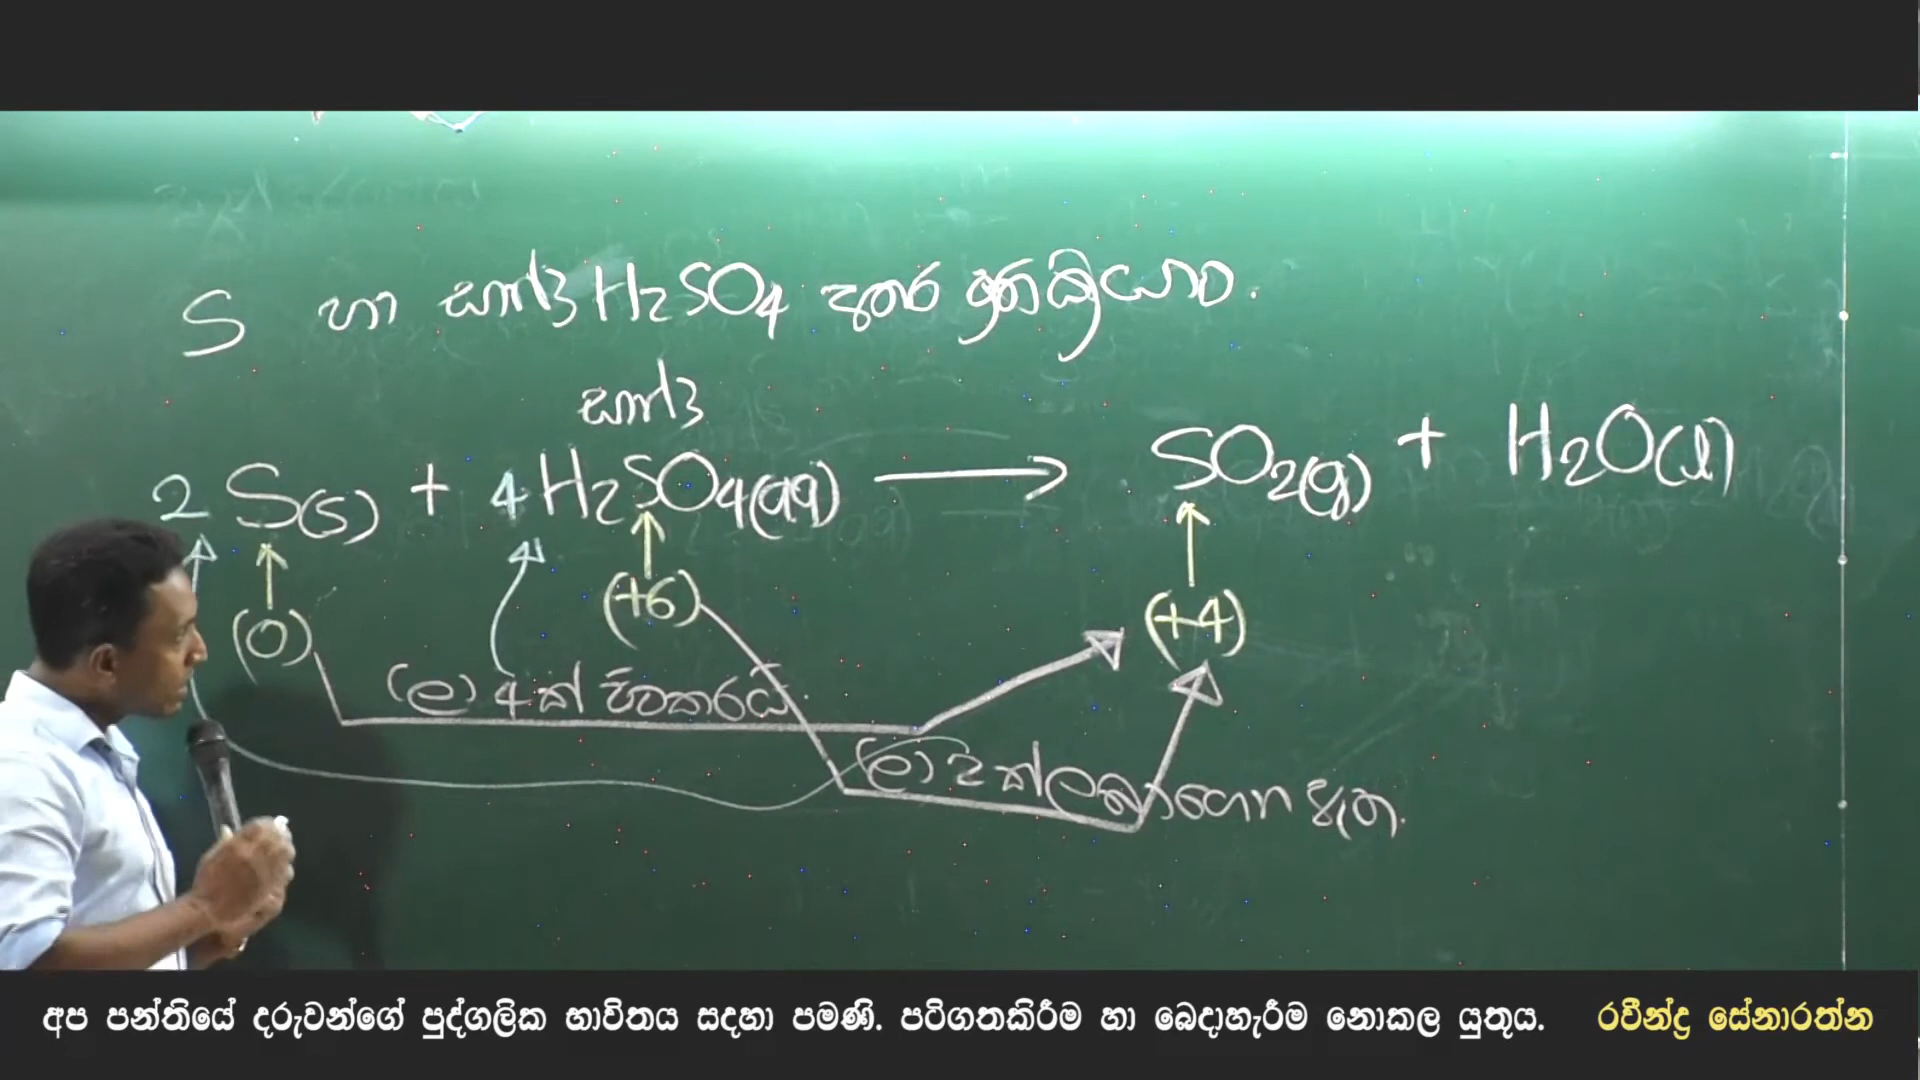 S හා සාන්ද්‍ර H2SO4 අතර ප්‍රතික්‍රියාව.
සාන්ද්‍ර
2 S(s) + 4 H2SO4(aq) → SO2(g) + H2O(l)
(0) (+6) (+4)
(ල) 4ක් පිටකරයි.
(ල) 2ක් ලබාගෙන ඇත.
අප පන්තියේ දරුවන්ගේ පුද්ගලික භාවිතය සදහා පමණි. පටිගතකිරීම හා බෙදාහැරීම නොකල යුතුය. රවීන්ද්‍ර සේනාරත්න